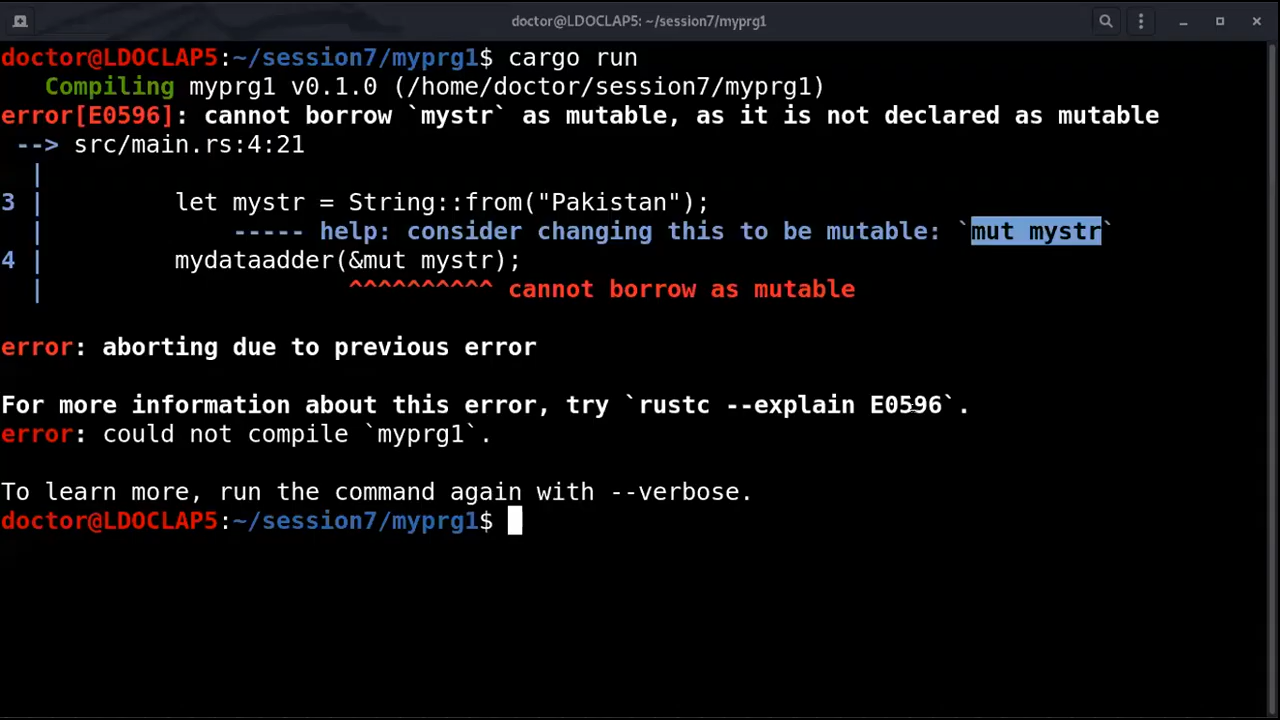 doctor@LDOCLAP5: ~/session7/myprg1
doctor@LDOCLAP5:~/session7/myprg1$ cargo run
   Compiling myprg1 v0.1.0 (/home/doctor/session7/myprg1)
error[E0596]: cannot borrow `mystr` as mutable, as it is not declared as mutable
 --> src/main.rs:4:21
  |
3 |         let mystr = String::from("Pakistan");
  |             ----- help: consider changing this to be mutable: `mut mystr`
4 |         mydataadder(&mut mystr);
  |                     ^^^^^^^^^^ cannot borrow as mutable
error: aborting due to previous error
For more information about this error, try `rustc --explain E0596`.
error: could not compile `myprg1`.
To learn more, run the command again with --verbose.
doctor@LDOCLAP5:~/session7/myprg1$